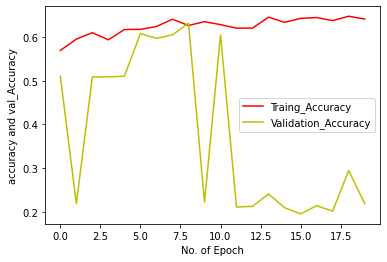 accuracy and val_Accuracy
0.6
0.5
0.4
0.3
0.2
Traing_Accuracy
Validation_Accuracy
0.0 2.5 5.0 7.5 10.0 12.5 15.0 17.5
No. of Epoch